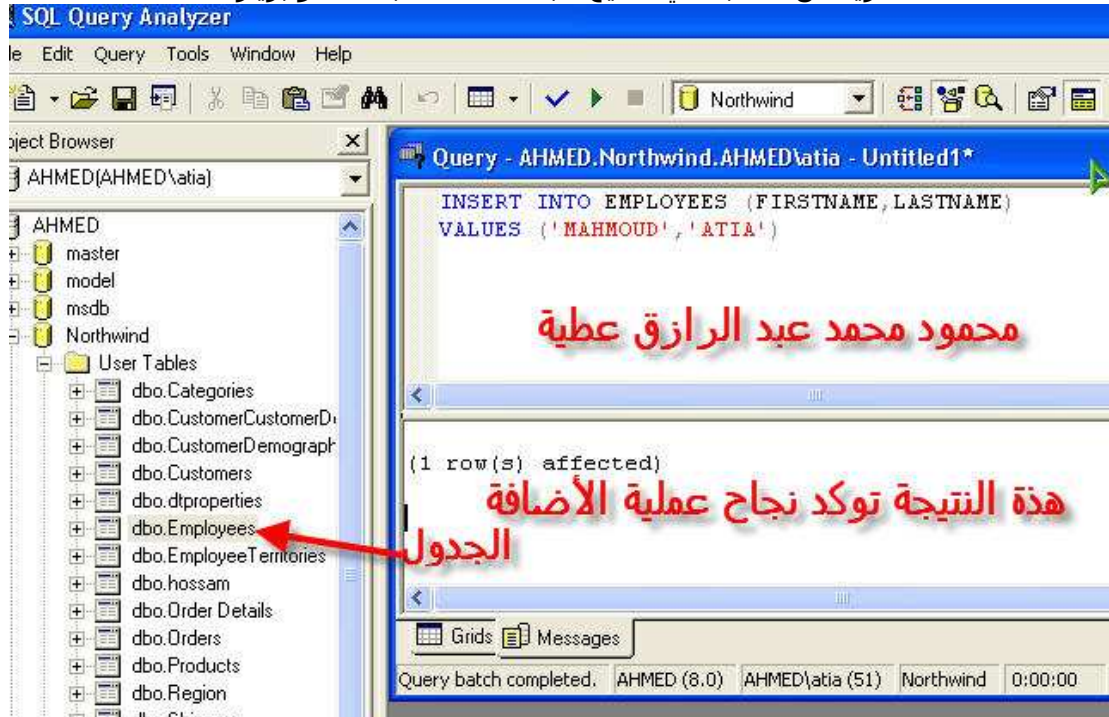 SQL Query Analyzer
Edit Query Tools Window Help
Northwind
Browser
AHMED(AHMED\atia)
AHMED
master
model
msdb
Northwind
User Tables
dbo.Categories
dbo.CustomerCustomerD
dbo.CustomerDemograph
dbo.Customers
dbo.dtproperties
dbo.Employees
dbo.EmployeeTerritories
dbo.hossam
dbo.Order Details
dbo.Orders
dbo.Products
dbo.Region
Query - AHMED.Northwind.AHMED\atia - Untitled1*
INSERT INTO EMPLOYEES (FIRSTNAME,LASTNAME)
VALUES ('MAHMOUD','ATIA')
محمود محمد عبد الرازق عطية
(1 row(s) affected)
هذة النتيجة توكد نجاح عملية الأضافة
الجدول
Grids Messages
Query batch completed. AHMED (8.0) AHMED\atia (51) Northwind 0:00:00